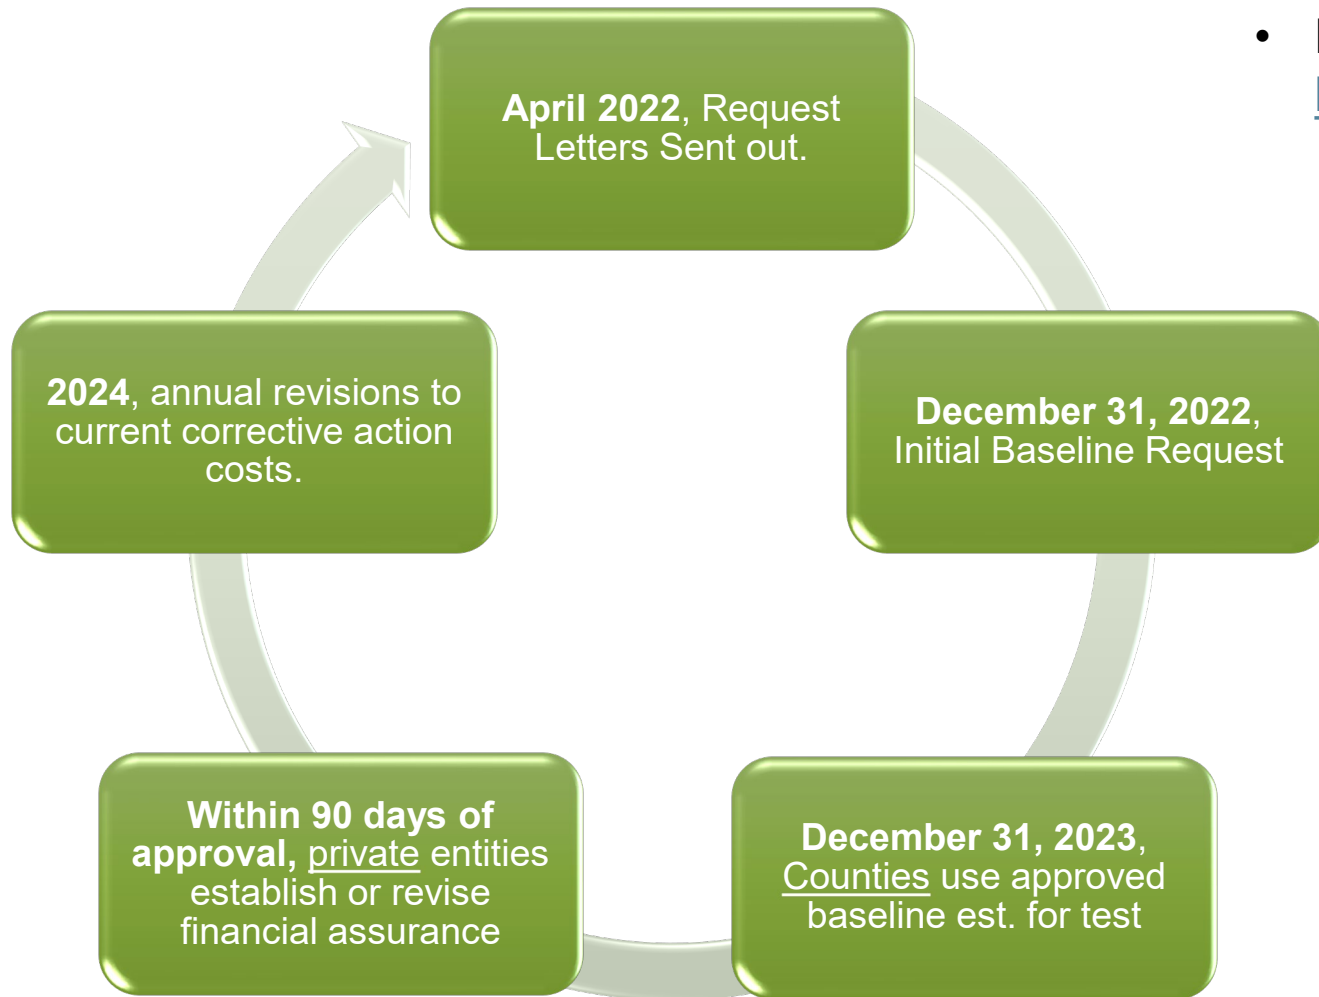 April 2022, Request
Letters Sent out.
December 31, 2022,
Initial Baseline Request
December 31, 2023,
Counties use approved
baseline est. for test
Within 90 days of
approval, private entities
establish or revise
financial assurance
2024, annual revisions to
current corrective action
costs.